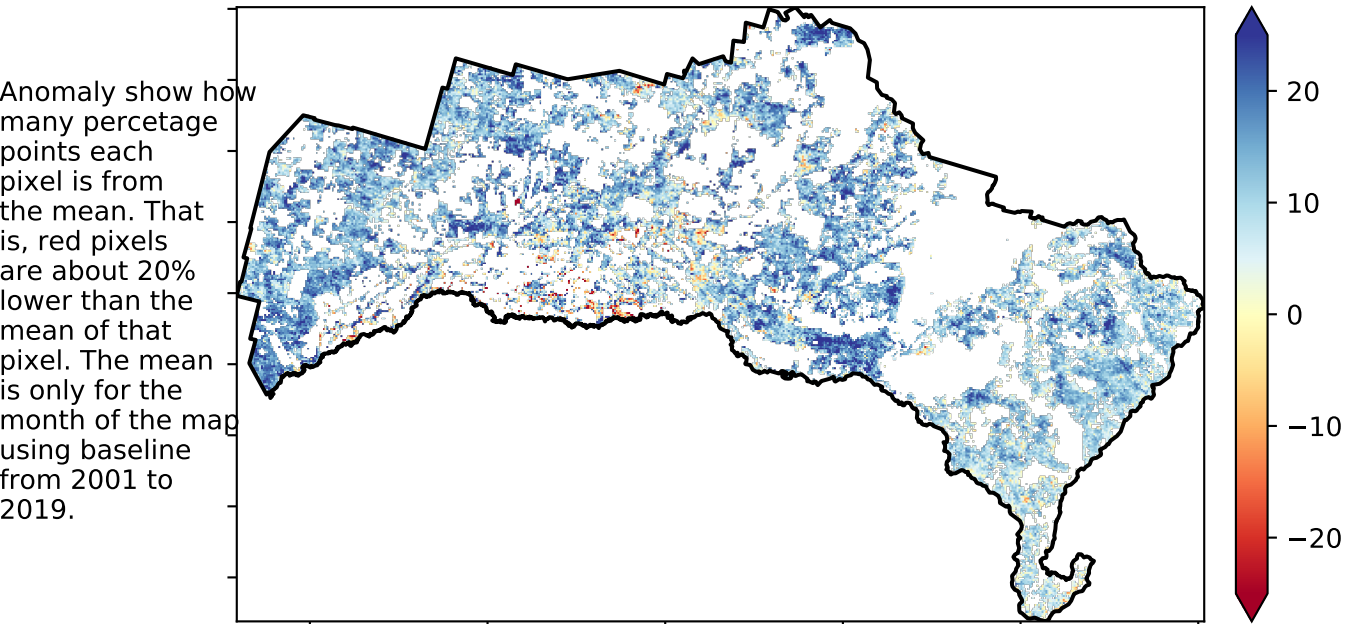 Anomaly show how
many percetage
points each
pixel is from
the mean. That
is, red pixels
are about 20%
lower than the
mean of that
pixel. The mean
is only for the
month of the map
using baseline
from 2001 to
2019.
20
10
0
−10
−20